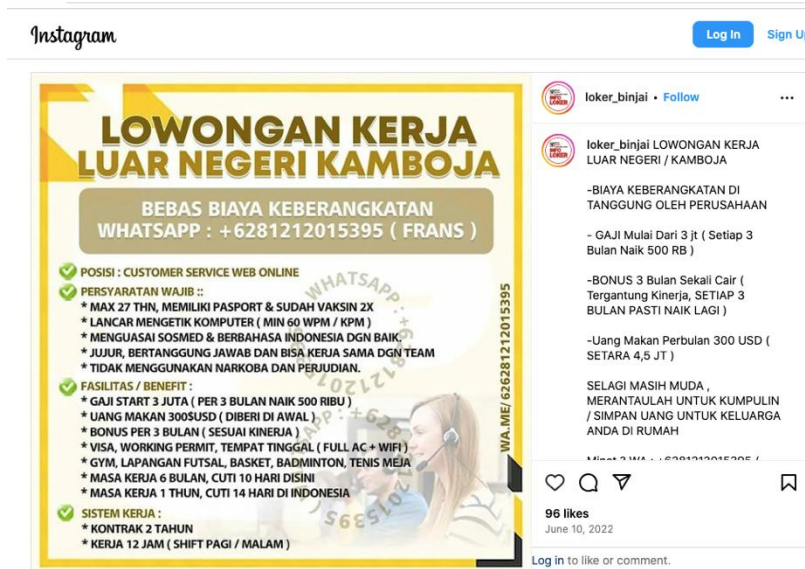 Instagram
Log In
Sign U
LOWONGAN KERJA
LUAR NEGERI KAMBOJA
BEBAS BIAYA KEBERANGKATAN
WHATSAPP : +6281212015395 ( FRANS )
POSISI : CUSTOMER SERVICE WEB ONLINE
PERSYARATAN WAJIB ::
* MAX 27 THN, MEMILIKI PASPORT & SUDAH VAKSIN 2X
* LANCAR MENGETIK KOMPUTER ( MIN 60 WPM / KPM )
* MENGUASAI SOSMED & BERBAHASA INDONESIA DGN BAIK.
* JUJUR, BERTANGGUNG JAWAB DAN BISA KERJA SAMA DGN TEAM
* TIDAK MENGGUNAKAN NARKOBA DAN PERJUDIAN.
FASILITAS / BENEFIT :
* GAJI START 3 JUTA ( PER 3 BULAN NAIK 500 RIBU )
* UANG MAKAN 300$USD ( DIBERI DI AWAL )
* BONUS PER 3 BULAN ( SESUAI KINERJA )
* VISA, WORKING PERMIT, TEMPAT TINGGAL ( FULL AC + WIFI )
* GYM, LAPANGAN FUTSAL, BASKET, BADMINTON, TENIS MEJA
* MASA KERJA 6 BULAN, CUTI 10 HARI DISINI
* MASA KERJA 1 THUN, CUTI 14 HARI DI INDONESIA
SISTEM KERJA :
* KONTRAK 2 TAHUN
* KERJA 12 JAM ( SHIFT PAGI / MALAM )
WA.ME/ 626281212015395
WHATSAPP : +6281212015395
loker_binjai • Follow
loker_binjai LOWONGAN KERJA
LUAR NEGERI / KAMBOJA
-BIAYA KEBERANGKATAN DI
TANGGUNG OLEH PERUSAHAAN
- GAJI Mulai Dari 3 jt ( Setiap 3
Bulan Naik 500 RB )
-BONUS 3 Bulan Sekali Cair (
Tergantung Kinerja, SETIAP 3
BULAN PASTI NAIK LAGI )
-Uang Makan Perbulan 300 USD (
SETARA 4,5 JT )
SELAGI MASIH MUDA ,
MERANTAULAH UNTUK KUMPULIN
/ SIMPAN UANG UNTUK KELUARGA
ANDA DI RUMAH
96 likes
June 10, 2022
Log in to like or comment.